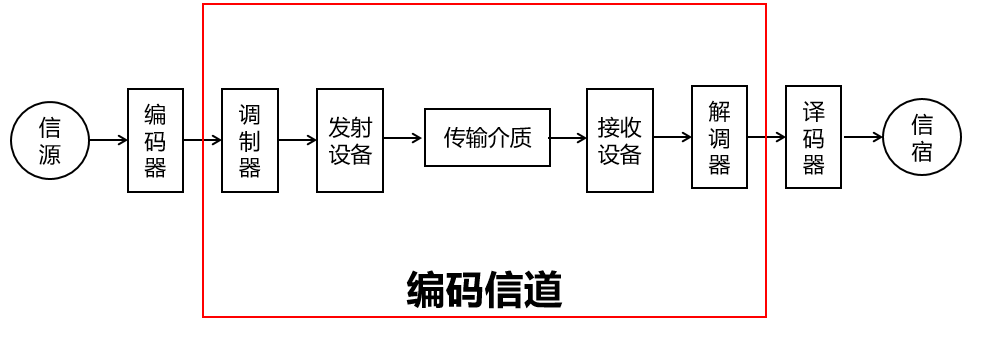 信
源
编
码
器
调
制
器
发射
设备
传输介质
接收
设备
解
调
器
译
码
器
信
宿
编码信道